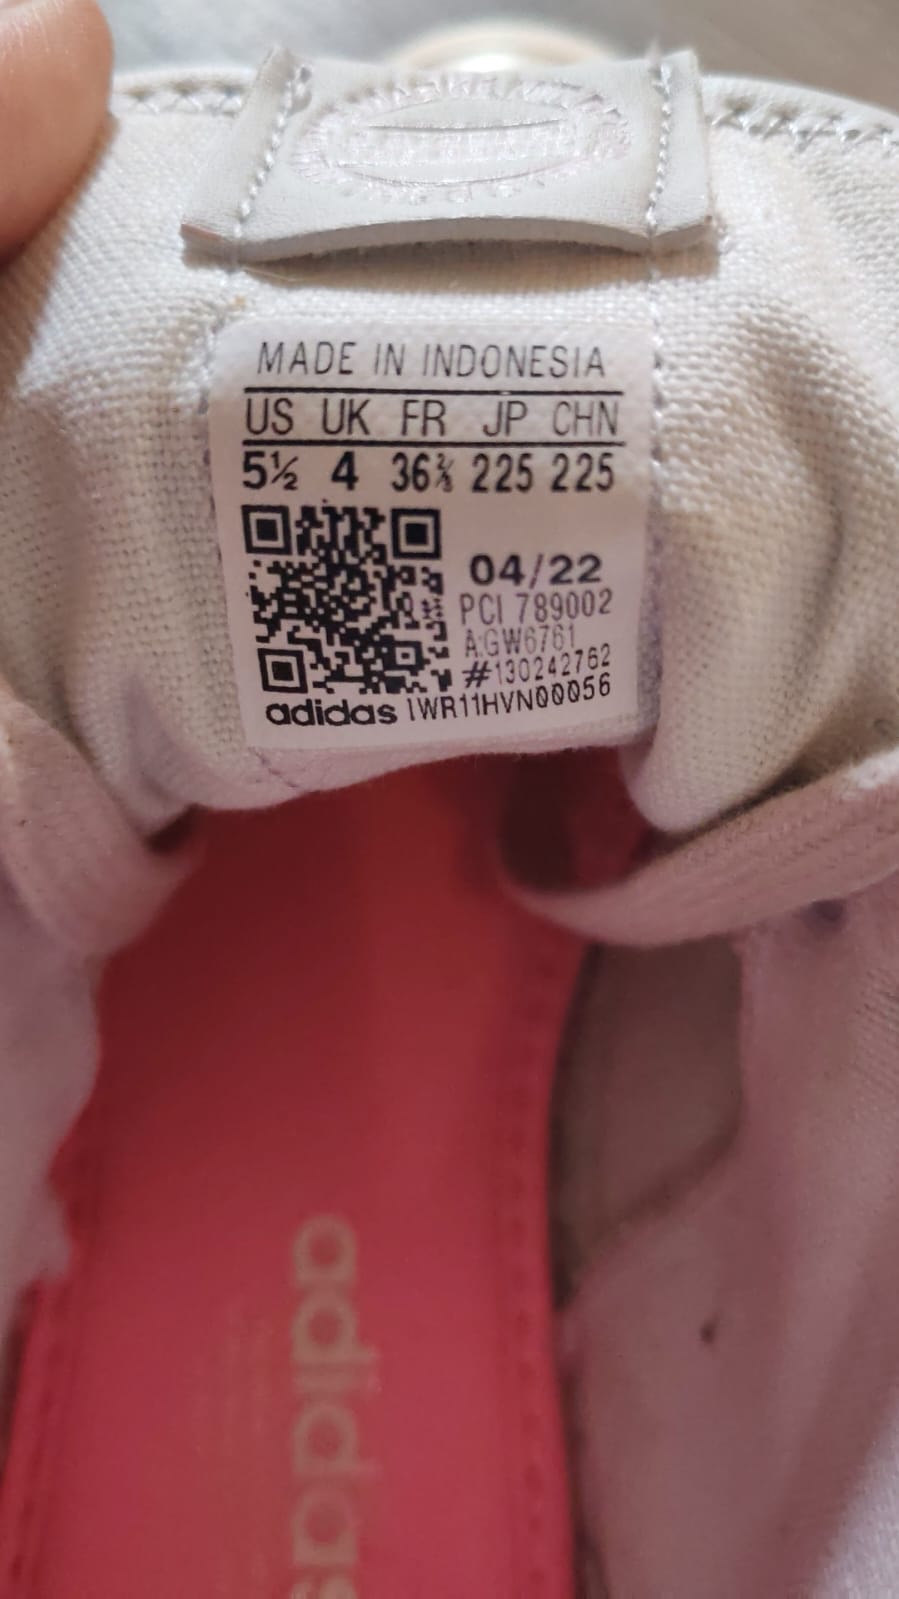 MADE IN INDONESIA
US UK FR JP CHN
5½ 4 36⅔ 225 225
04/22
PCI 789002
A:GW6761
#130242762
adidas 1WR11HVN00056
adidas